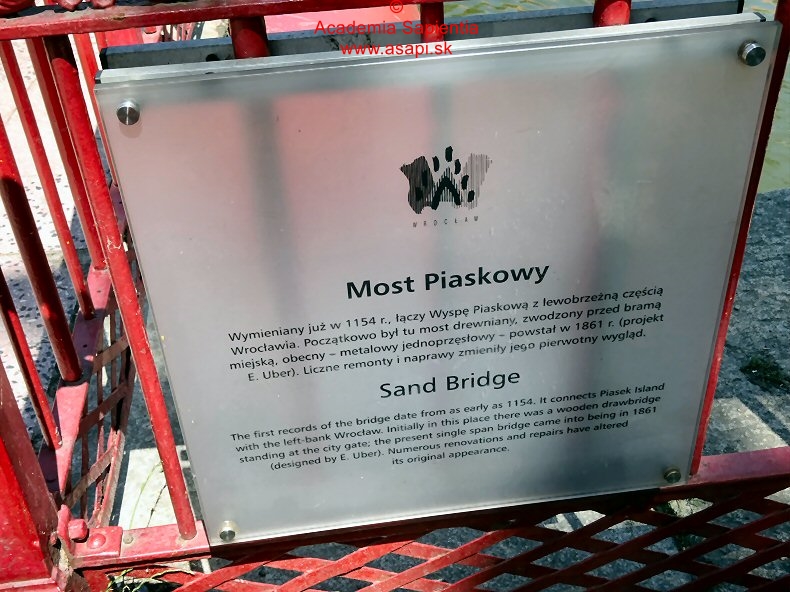 © Academia Sapientia
www.asapi.sk
WROCŁAW
Most Piaskowy
Wymieniany już w 1154 r., łączy Wyspę Piaskową z lewobrzeżną częścią
Wrocławia. Początkowo był tu most drewniany, zwodzony przed bramą
miejską, obecny – metalowy jednoprzęsłowy – powstał w 1861 r. (projekt
E. Uber). Liczne remonty i naprawy zmieniły jego pierwotny wygląd.
Sand Bridge
The first records of the bridge date from as early as 1154. It connects Piasek Island
with the left-bank Wrocław. Initially in this place there was a wooden drawbridge
standing at the city gate; the present single span bridge came into being in 1861
(designed by E. Uber). Numerous renovations and repairs have altered
its original appearance.